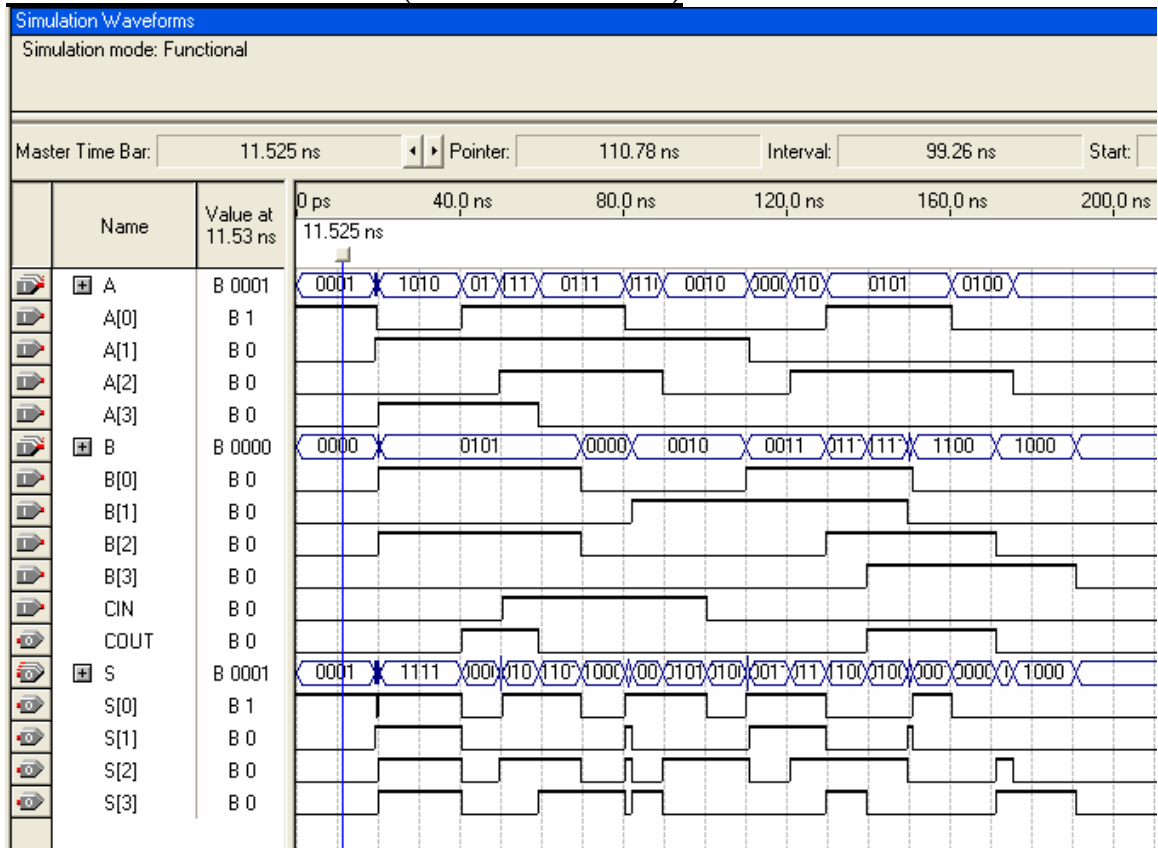 Simulation Waveforms
Simulation mode: Functional
Master Time Bar: 11.525 ns Pointer: 110.78 ns Interval: 99.26 ns Start:
Name Value at 11.53 ns 0 ps 40.0 ns 80.0 ns 120.0 ns 160.0 ns 200.0 ns
11.525 ns
A B 0001 0001 1010 0111 0010 0101 0100
A[0] B 1
A[1] B 0
A[2] B 0
A[3] B 0
B B 0000 0000 0101 0000 0010 0011 1100 1000
B[0] B 0
B[1] B 0
B[2] B 0
B[3] B 0
CIN B 0
COUT B 0
S B 0001 0001 1111 1000
S[0] B 1
S[1] B 0
S[2] B 0
S[3] B 0